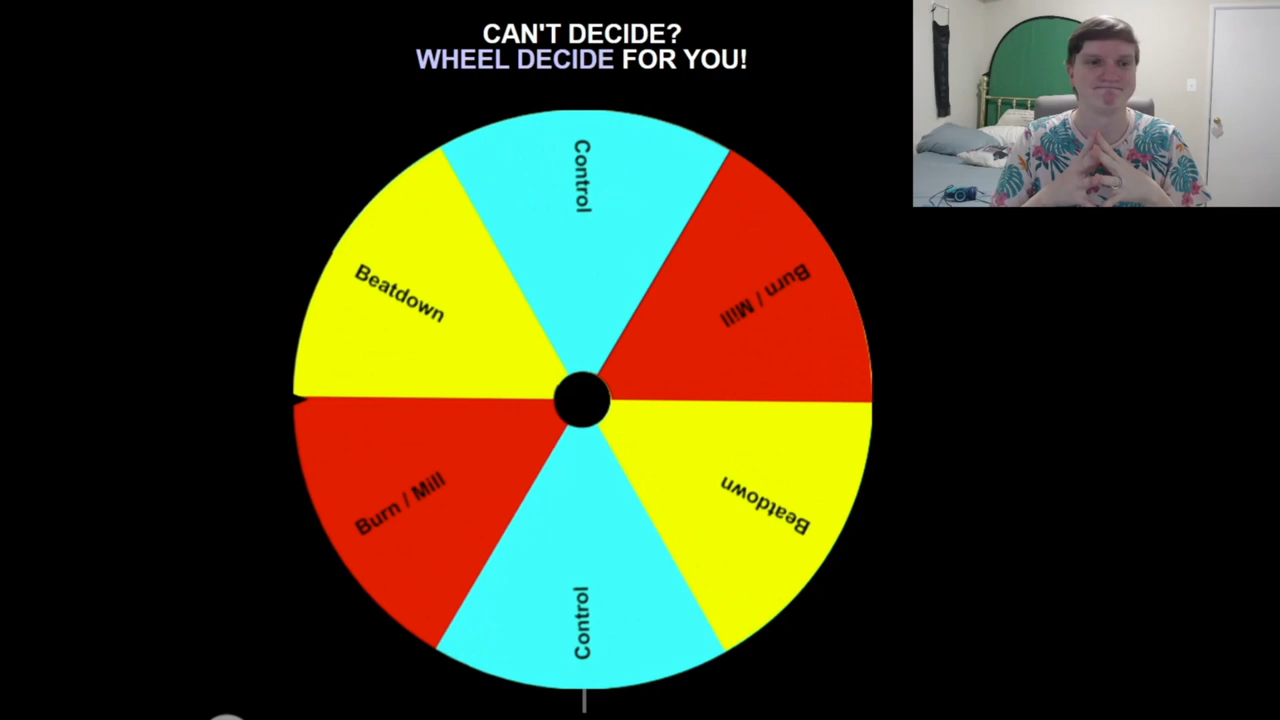 CAN'T DECIDE?
WHEEL DECIDE FOR YOU!
Control
Beatdown
Burn / Mill
Burn / Mill
Beatdown
Control